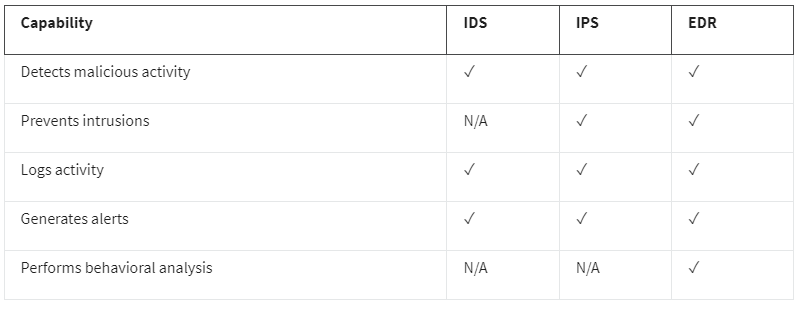 Capability IDS IPS EDR
Detects malicious activity ✓ ✓ ✓
Prevents intrusions N/A ✓ ✓
Logs activity ✓ ✓ ✓
Generates alerts ✓ ✓ ✓
Performs behavioral analysis N/A N/A ✓